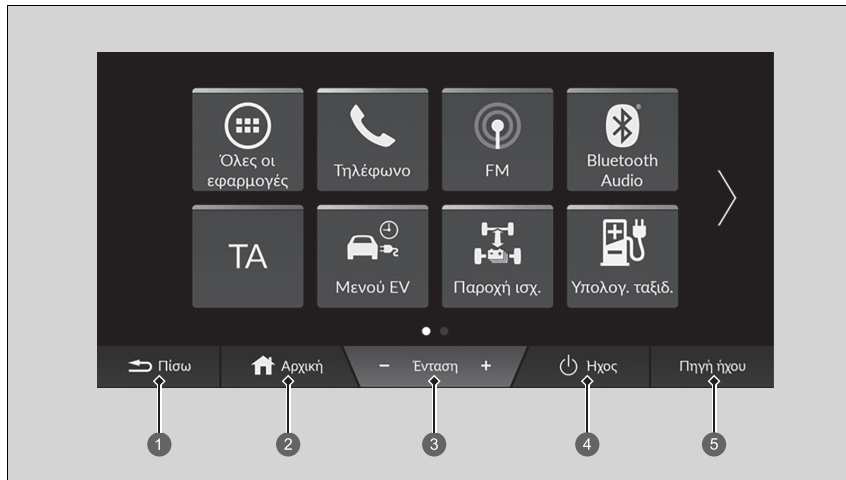 Όλες οι
εφαρμογές
Τηλέφωνο
FM
Bluetooth
Audio
TA
Μενού EV
Παροχή ισχ.
Υπολογ. ταξιδ.
Πίσω
Αρχική
– Ένταση +
Ήχος
Πηγή ήχου
1
2
3
4
5